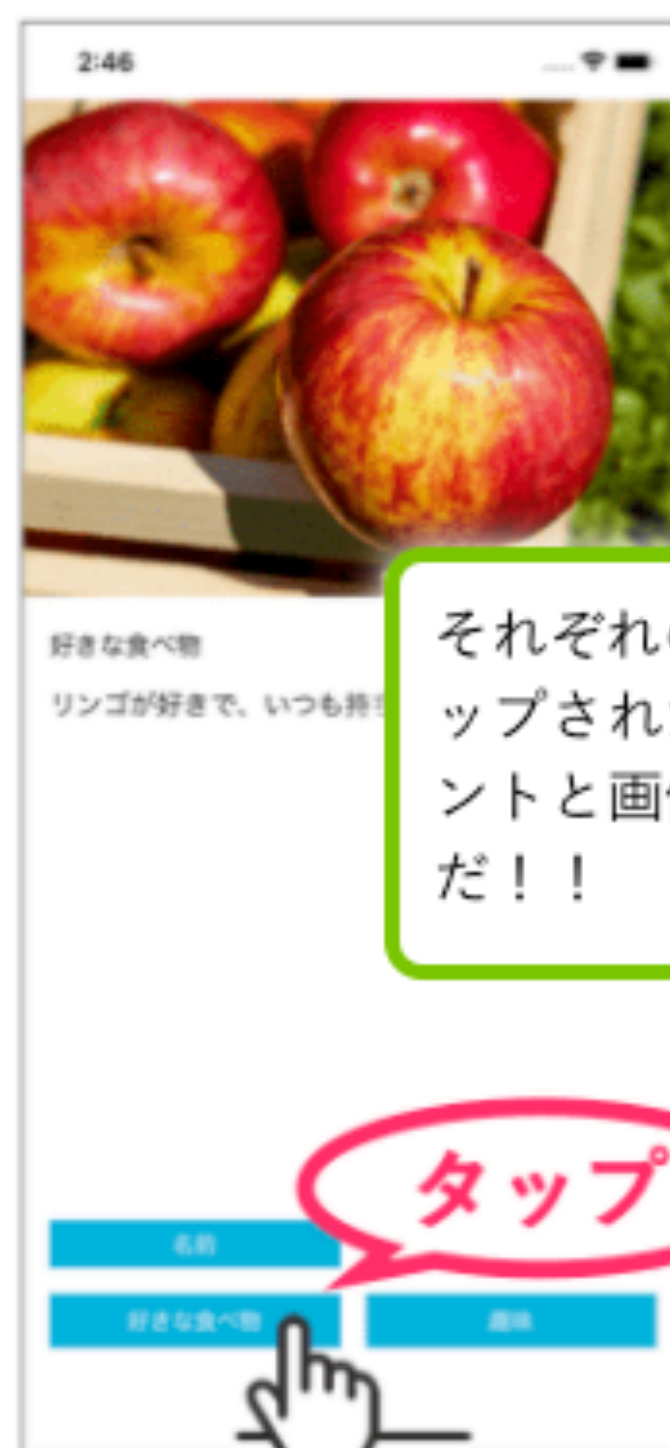 2:46
好きな食べ物
リンゴが好きで、いつも持
それぞれ
ップされ
ントと画
だ！！
タップ
名前
好きな食べ物
趣味